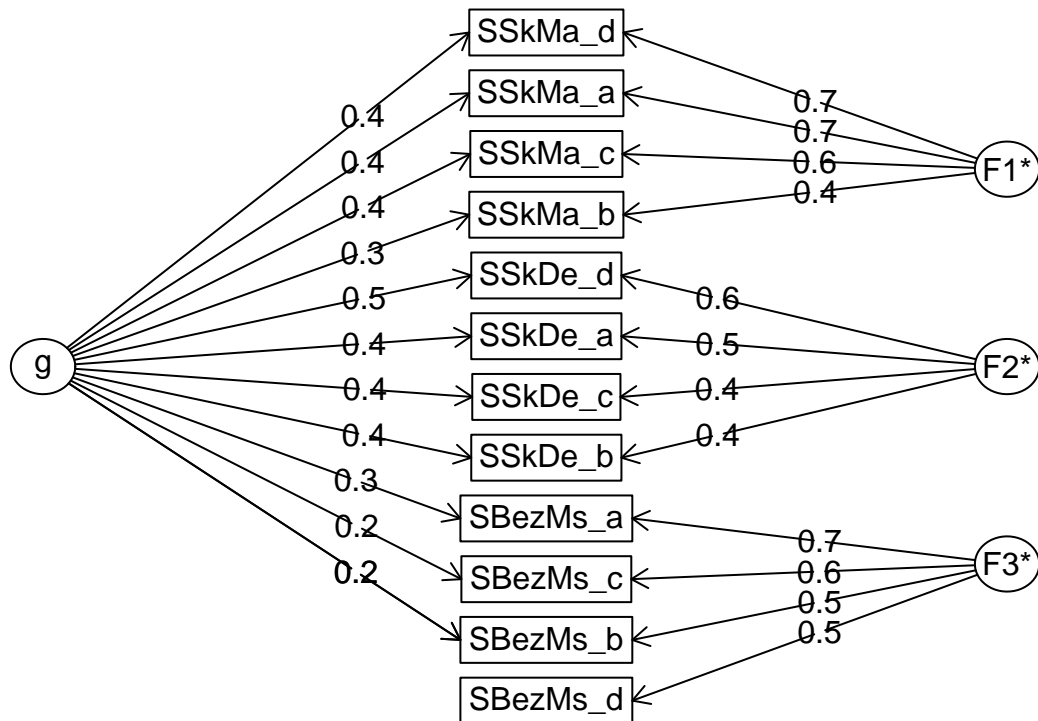 SSkMa_d
SSkMa_a
SSkMa_c
SSkMa_b
SSkDe_d
SSkDe_a
SSkDe_c
SSkDe_b
SBezMs_a
SBezMs_c
SBezMs_b
SBezMs_d
g
0.4
0.4
0.4
0.3
0.5
0.4
0.4
0.4
0.3
0.2
0.2
0.7
0.7
0.6
0.4
F1*
0.6
0.5
0.4
0.4
F2*
0.7
0.6
0.5
0.5
F3*